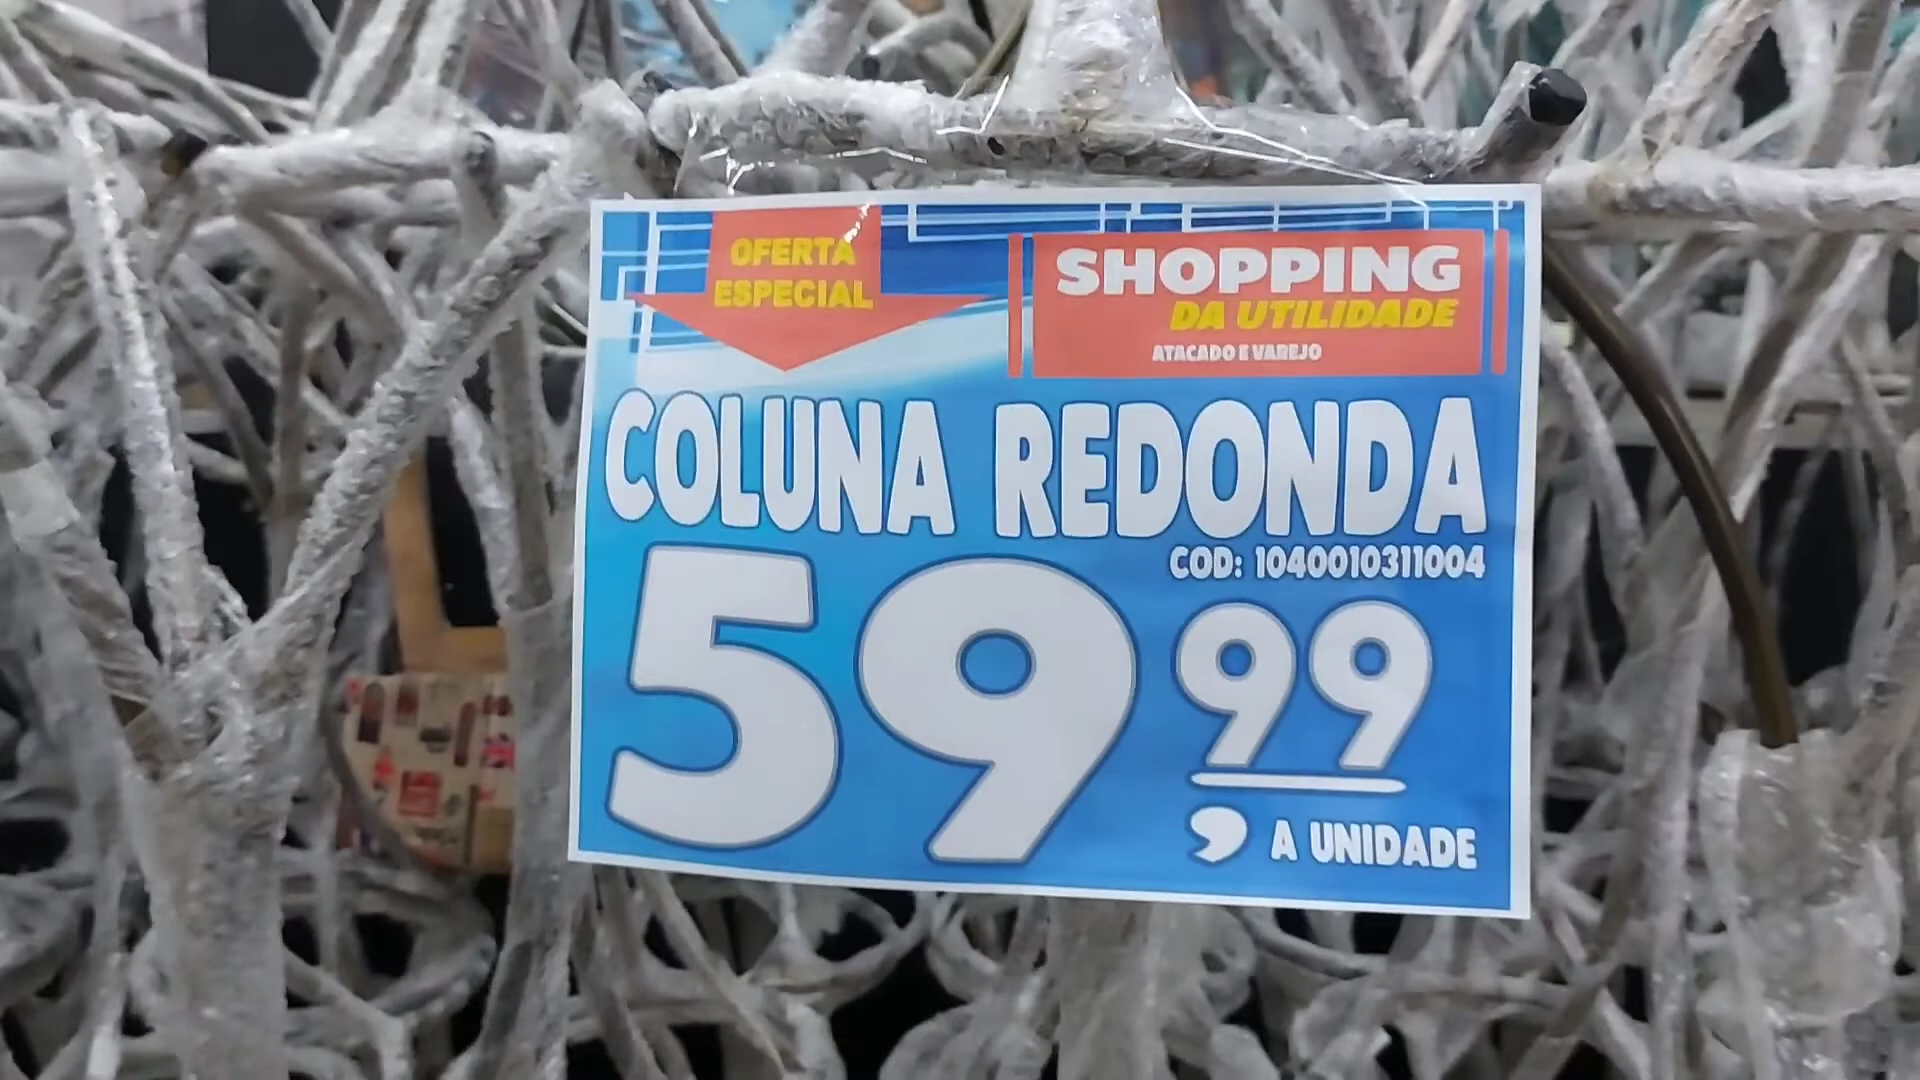 OFERTA
ESPECIAL
SHOPPING
DA UTILIDADE
ATACADO E VAREJO
COLUNA REDONDA
COD: 1040010311004
59,99
A UNIDADE